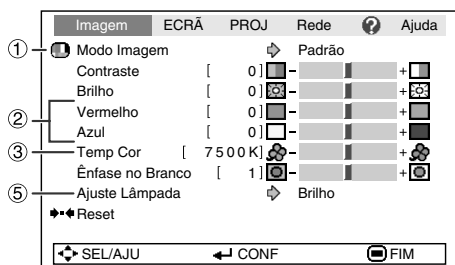 Imagem ECRÃ PROJ Rede ? Ajuda
① Modo Imagem Padrão
Contraste [ 0] - +
Brilho [ 0] - +
② Vermelho [ 0] - +
Azul [ 0] - +
③ Temp Cor [ 7500K] - +
Ênfase no Branco [ 1] - +
⑤ Ajuste Lâmpada Brilho
Reset
SEL/AJU CONF FIM